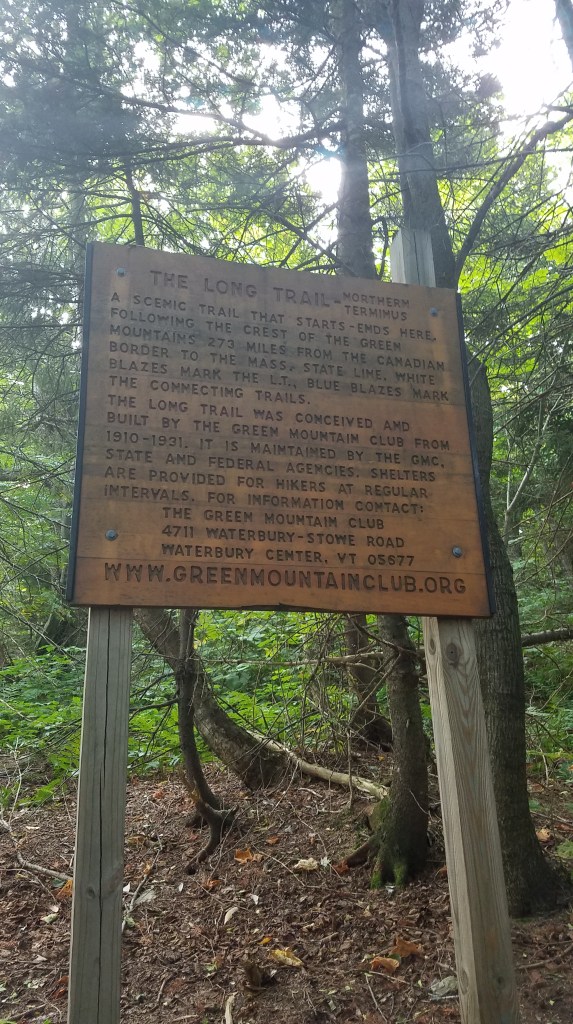 THE LONG TRAIL-NORTHERM TERMINUS
A SCENIC TRAIL THAT STARTS-ENDS HERE,
FOLLOWING THE CREST OF THE GREEN
MOUNTAINS 273 MILES FROM THE CANADIAN
BORDER TO THE MASS. STATE LINE. WHITE
BLAZES MARK THE L.T., BLUE BLAZES MARK
THE CONNECTING TRAILS.
THE LONG TRAIL WAS CONCEIVED AND
BUILT BY THE GREEN MOUNTAIN CLUB FROM
1910-1931. IT IS MAINTAINED BY THE GMC,
STATE AND FEDERAL AGENCIES. SHELTERS
ARE PROVIDED FOR HIKERS AT REGULAR
INTERVALS. FOR INFORMATION CONTACT:
THE GREEN MOUNTAIN CLUB
4711 WATERBURY-STOWE ROAD
WATERBURY CENTER, VT 05677
WWW.GREENMOUNTAINCLUB.ORG